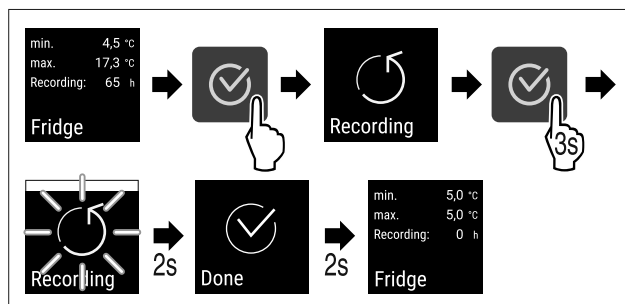 min. 4,5 °C
max. 17,3 °C
Recording: 65 h
Fridge
Recording
3s
Recording
2s
Done
2s
min. 5,0 °C
max. 5,0 °C
Recording: 0 h
Fridge